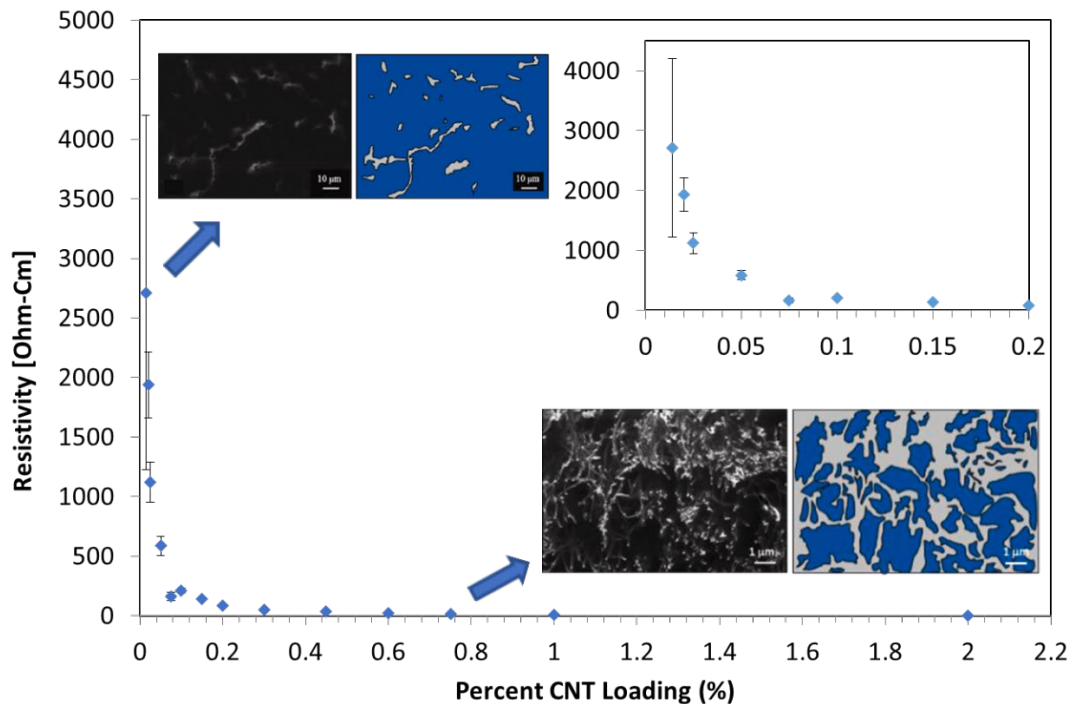 5000
4500
4000
3500
3000
2500
2000
1500
1000
500
0
Resistivity [Ohm-Cm]
10 µm
10 µm
4000
3000
2000
1000
0
0 0.05 0.1 0.15 0.2
1 µm
1 µm
0 0.2 0.4 0.6 0.8 1 1.2 1.4 1.6 1.8 2 2.2
Percent CNT Loading (%)